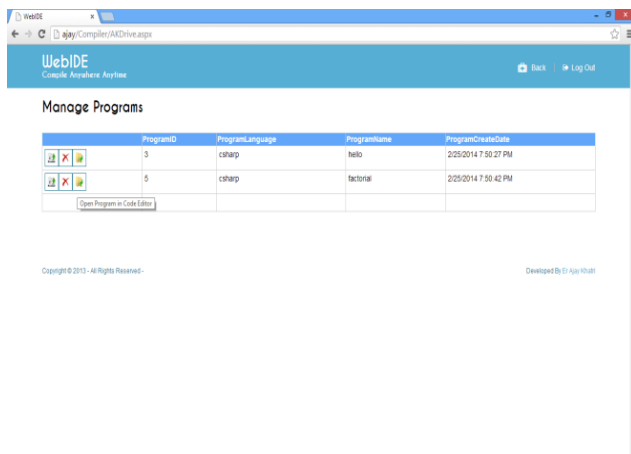 WebIDE
ajay/Compiler/AKDrive.aspx
WebIDE
Compile Anywhere Anytime
Back | Log Out
Manage Programs
ProgramID ProgramLanguage ProgramName ProgramCreateDate
3 csharp hello 2/25/2014 7:50:27 PM
5 csharp factorial 2/25/2014 7:50:42 PM
Open Program in Code Editor
Copyright © 2013 - All Rights Reserved -
Developed By Er Ajay Khatri